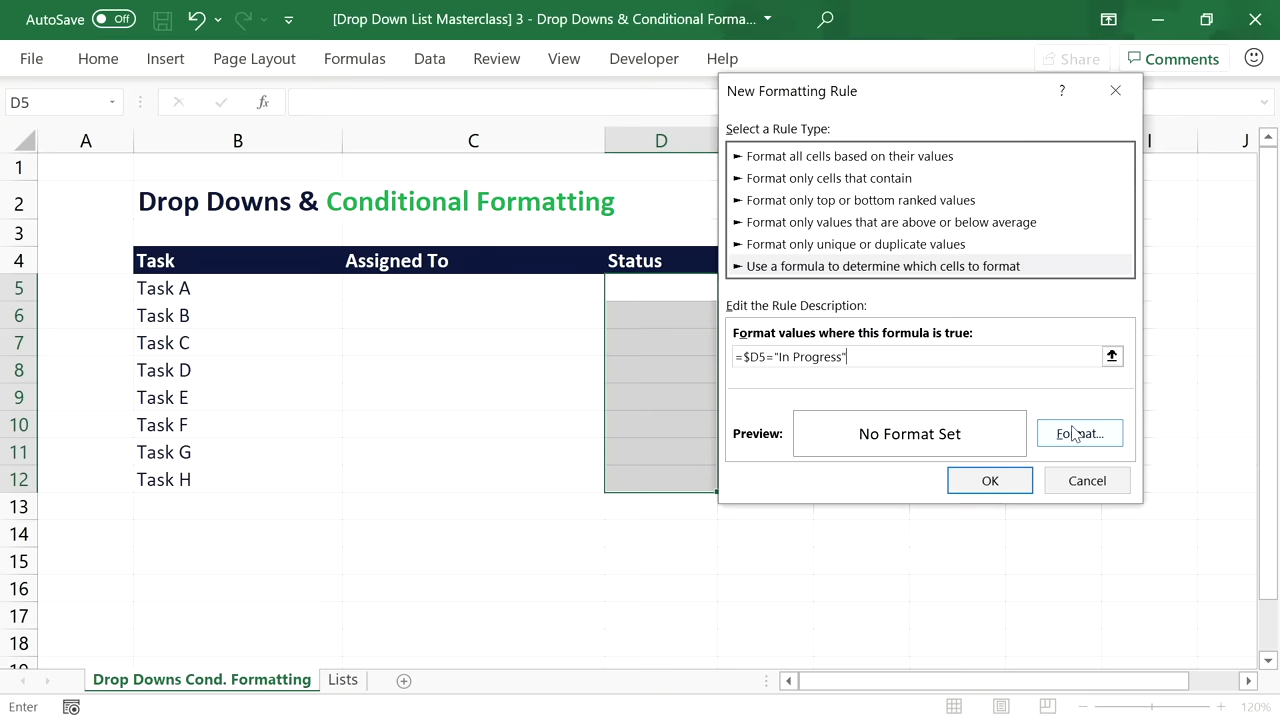 AutoSave Off [Drop Down List Masterclass] 3 - Drop Downs & Conditional Forma...
File Home Insert Page Layout Formulas Data Review View Developer Help Share Comments
D5 fx
New Formatting Rule ?
Select a Rule Type:
► Format all cells based on their values
► Format only cells that contain
► Format only top or bottom ranked values
► Format only values that are above or below average
► Format only unique or duplicate values
► Use a formula to determine which cells to format
Edit the Rule Description:
Format values where this formula is true:
=$D5="In Progress"
Preview: No Format Set Format...
OK Cancel
A B C D I J
1
2 Drop Downs & Conditional Formatting
3
4 Task Assigned To Status
5 Task A
6 Task B
7 Task C
8 Task D
9 Task E
10 Task F
11 Task G
12 Task H
13
14
15
16
17
18
19
Drop Downs Cond. Formatting Lists
Enter 120%